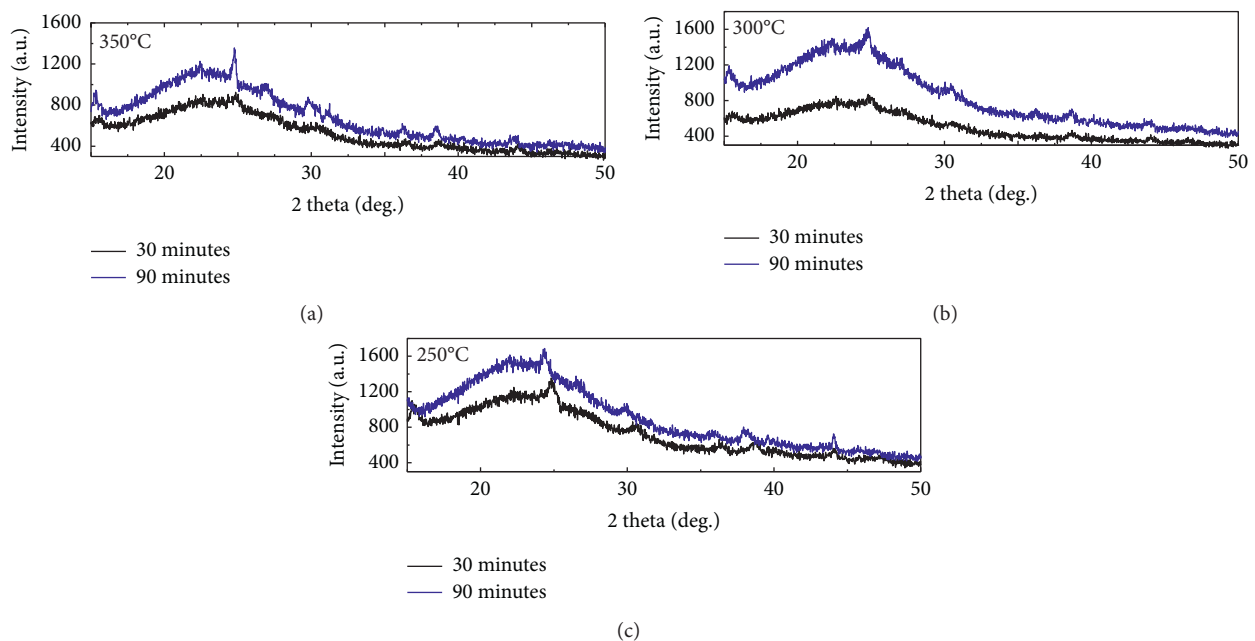 350°C
Intensity (a.u.)
1600
1200
800
400
20
30
40
50
2 theta (deg.)
30 minutes
90 minutes
(a)
300°C
Intensity (a.u.)
1600
1200
800
400
20
30
40
50
2 theta (deg.)
30 minutes
90 minutes
(b)
250°C
Intensity (a.u.)
1600
1200
800
400
20
30
40
50
2 theta (deg.)
30 minutes
90 minutes
(c)